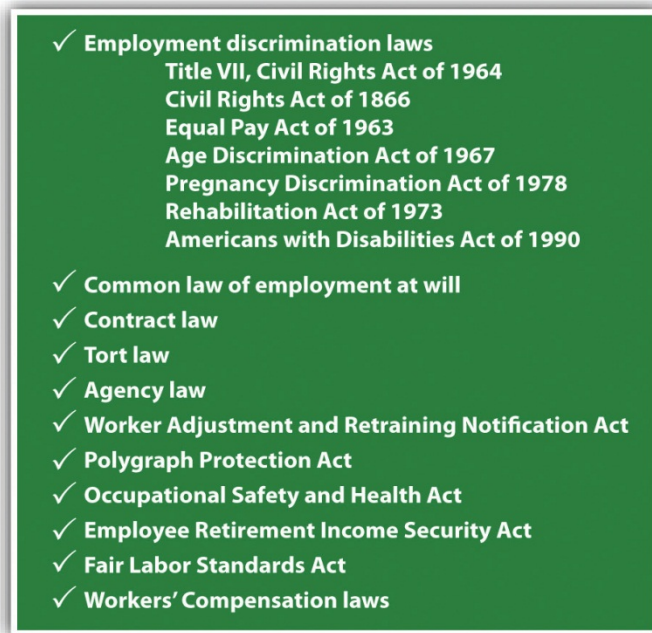 ✓ Employment discrimination laws
Title VII, Civil Rights Act of 1964
Civil Rights Act of 1866
Equal Pay Act of 1963
Age Discrimination Act of 1967
Pregnancy Discrimination Act of 1978
Rehabilitation Act of 1973
Americans with Disabilities Act of 1990
✓ Common law of employment at will
✓ Contract law
✓ Tort law
✓ Agency law
✓ Worker Adjustment and Retraining Notification Act
✓ Polygraph Protection Act
✓ Occupational Safety and Health Act
✓ Employee Retirement Income Security Act
✓ Fair Labor Standards Act
✓ Workers’ Compensation laws